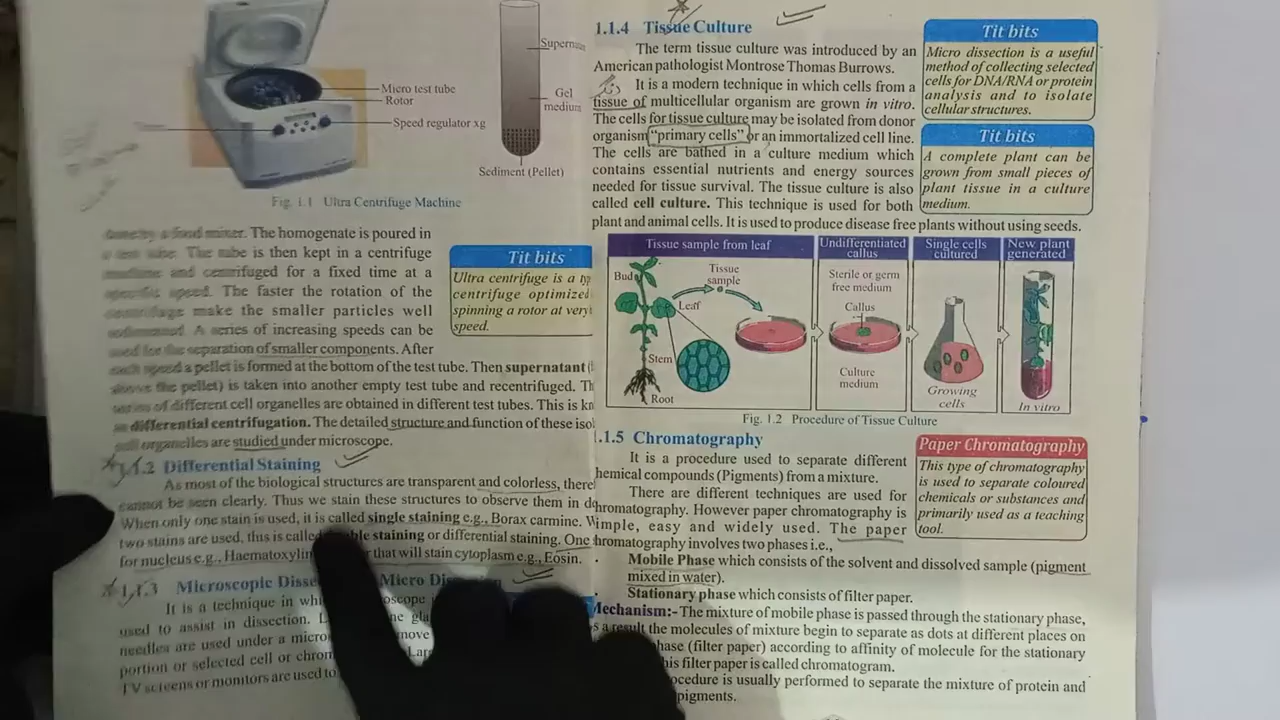 Micro test tube
Rotor
Speed regulator xg
Gel
medium
Sediment (Pellet)
Fig. 1.1 Ultra Centrifuge Machine
The homogenate is poured in
The tube is then kept in a centrifuge
and centrifuged for a fixed time at a
The faster the rotation of the
make the smaller particles well
A series of increasing speeds can be
used for the separation of smaller components. After
each speed a pellet is formed at the bottom of the test tube. Then supernatant
above the pellet) is taken into another empty test tube and recentrifuged.
series of different cell organelles are obtained in different test tubes. This is
as differential centrifugation. The detailed structure and function of these
cell organelles are studied under microscope.
Tit bits
Ultra centrifuge is a
centrifuge optimized
spinning a rotor at very
speed.
1.1.2 Differential Staining
As most of the biological structures are transparent and colorless,
cannot be seen clearly. Thus we stain these structures to observe them in
When only one stain is used, it is called single staining e.g., Borax carmine.
two stains are used, thus is called staining or differential staining. One
for nucleus e.g., Haematoxylin that will stain cytoplasm e.g., Eosin.
1.1.3 Microscopic Micro
It is a technique in
used to assist in dissection.
needles are used under a
portion or selected cell or
TV screens or monitors are used to
1.1.4 Tissue Culture
The term tissue culture was introduced by an
American pathologist Montrose Thomas Burrows.
It is a modern technique in which cells from a
tissue of multicellular organism are grown in vitro.
The cells for tissue culture may be isolated from donor
organism "primary cells" or an immortalized cell line.
The cells are bathed in a culture medium which
contains essential nutrients and energy sources
needed for tissue survival. The tissue culture is also
called cell culture. This technique is used for both
plant and animal cells. It is used to produce disease free plants without using seeds.
Tit bits
Micro dissection is a useful
method of collecting selected
cells for DNA/RNA or protein
analysis and to isolate
cellular structures.
Tit bits
A complete plant can be
grown from small pieces of
plant tissue in a culture
medium.
Tissue sample from leaf
Bud
Tissue
sample
Leaf
Stem
Root
Undifferentiated
callus
Sterile or germ
free medium
Callus
Culture
medium
Single cells
cultured
Growing
cells
New plant
generated
In vitro
Fig. 1.2 Procedure of Tissue Culture
.1.5 Chromatography
It is a procedure used to separate different
hemical compounds (Pigments) from a mixture.
There are different techniques are used for
hromatography. However paper chromatography is
imple, easy and widely used. The paper
hromatography involves two phases i.e.,
Paper Chromatography
This type of chromatography
is used to separate coloured
chemicals or substances and
primarily used as a teaching
tool.
Mobile Phase which consists of the solvent and dissolved sample (pigment
mixed in water).
Stationary phase which consists of filter paper.
Mechanism:- The mixture of mobile phase is passed through the stationary phase,
s a result the molecules of mixture begin to separate as dots at different places on
hase (filter paper) according to affinity of molecule for the stationary
his filter paper is called chromatogram.
ocedure is usually performed to separate the mixture of protein and
pigments.